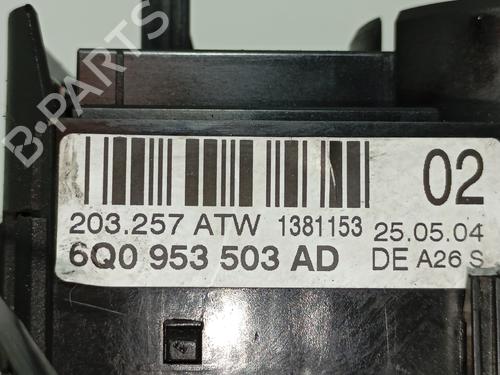 B-PARTS
02
203.257 ATW 1381153 25.05.04
6Q0 953 503 AD DE A26 S